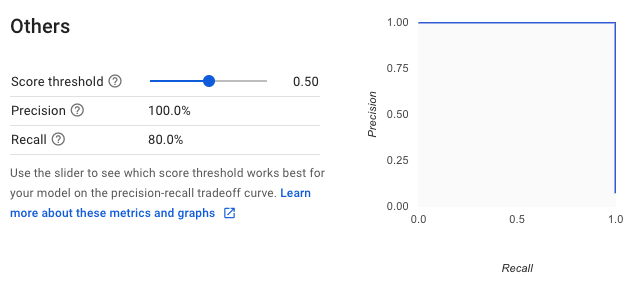 Others
Score threshold 0.50
Precision 100.0%
Recall 80.0%
Use the slider to see which score threshold works best for
your model on the precision-recall tradeoff curve. Learn
more about these metrics and graphs
1.00
0.75
0.50
0.25
0.00
Precision
0.0 0.5 1.0
Recall